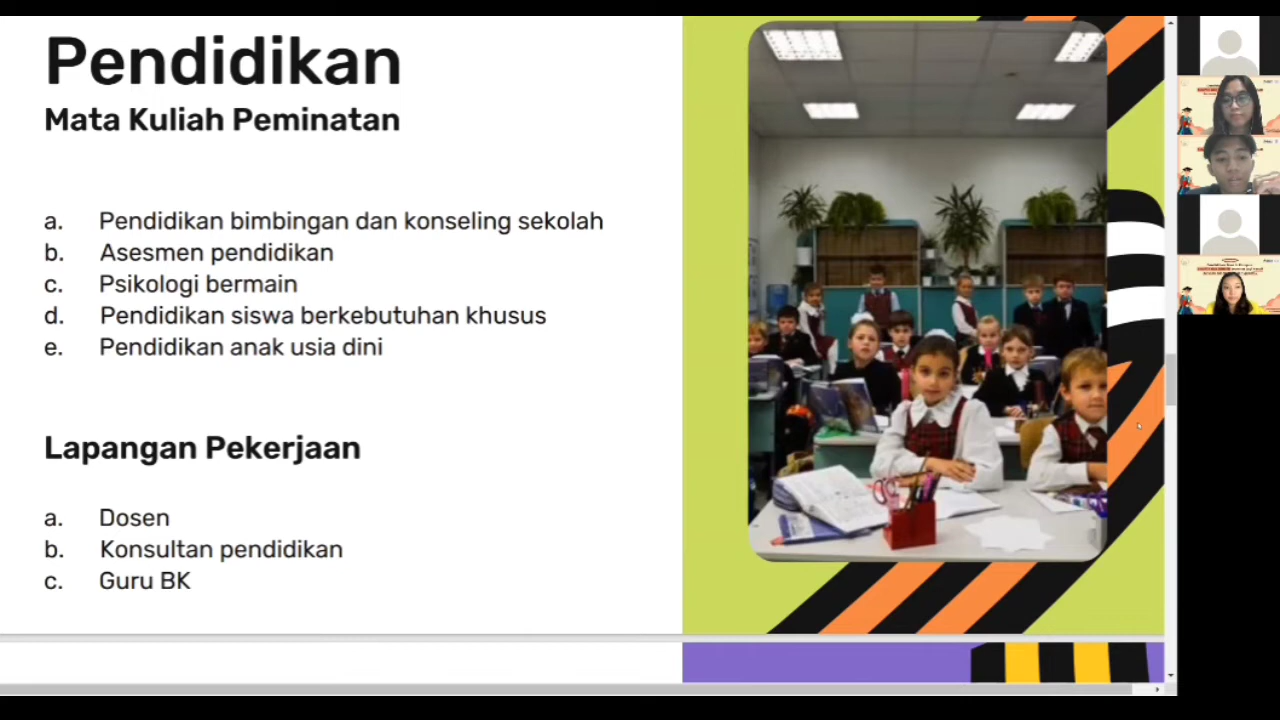 Pendidikan
Mata Kuliah Peminatan
a. Pendidikan bimbingan dan konseling sekolah
b. Asesmen pendidikan
c. Psikologi bermain
d. Pendidikan siswa berkebutuhan khusus
e. Pendidikan anak usia dini
Lapangan Pekerjaan
a. Dosen
b. Konsultan pendidikan
c. Guru BK